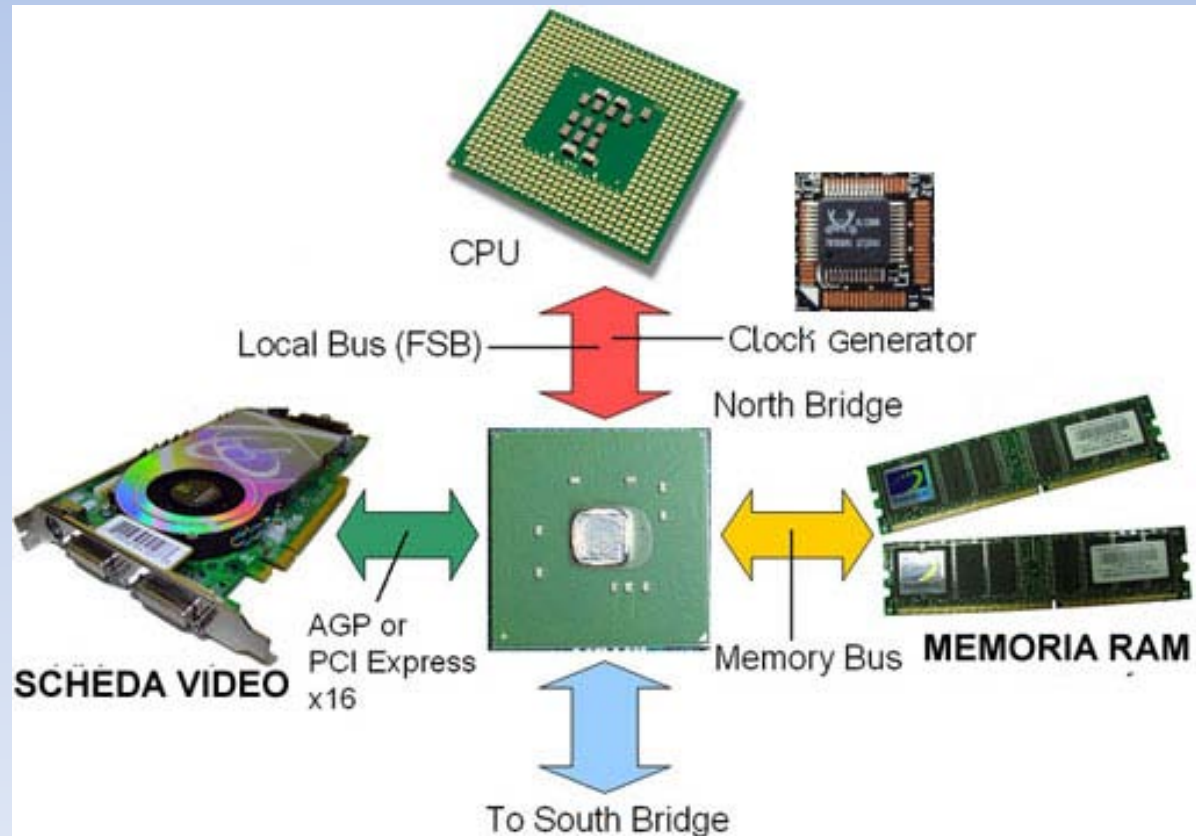 CPU
Local Bus (FSB)
Clock Generator
North Bridge
AGP or
PCI Express
x16
SCHEDA VIDEO
Memory Bus
MEMORIA RAM
To South Bridge